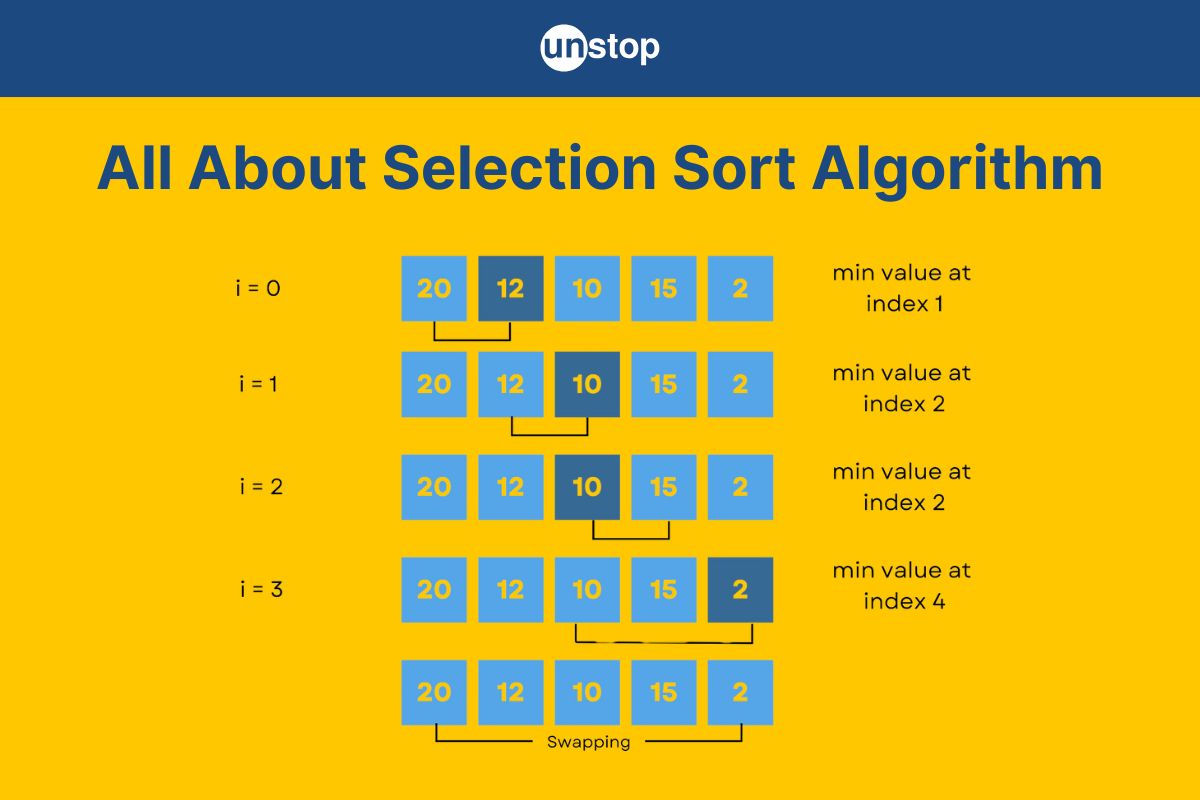 unstop
All About Selection Sort Algorithm
i = 0
20 12 10 15 2
min value at
index 1
i = 1
20 12 10 15 2
min value at
index 2
i = 2
20 12 10 15 2
min value at
index 2
i = 3
20 12 10 15 2
min value at
index 4
20 12 10 15 2
Swapping